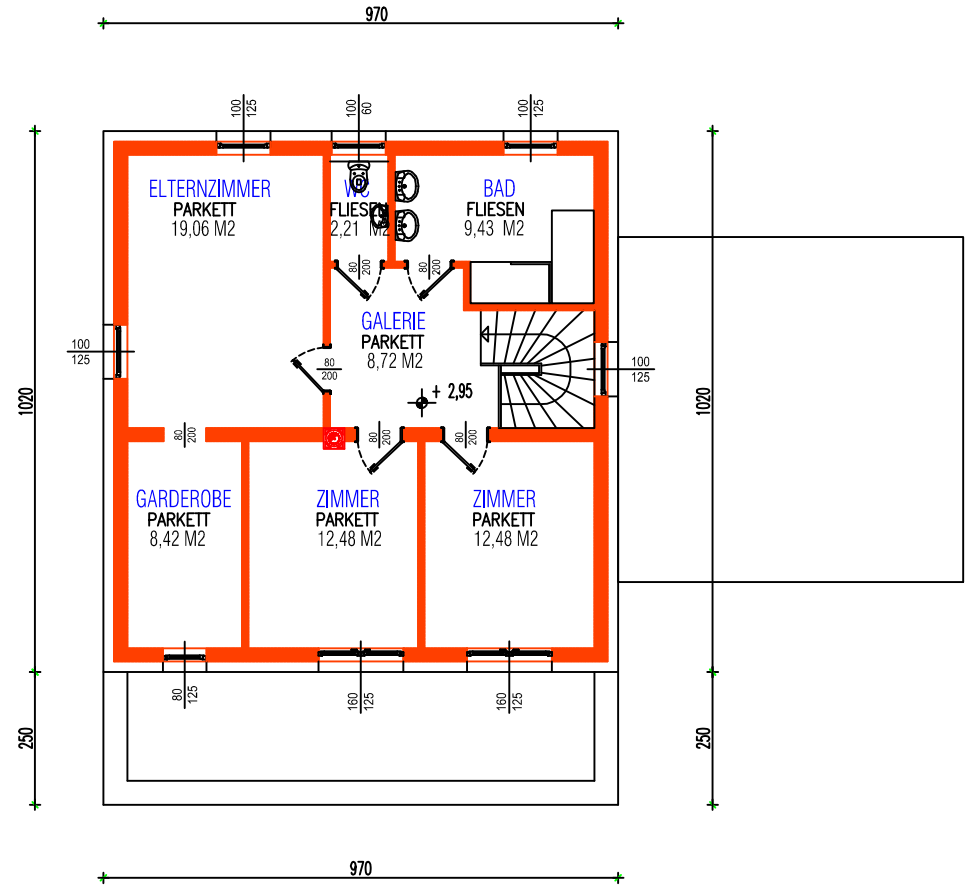 970
100
125
100
60
100
125
ELTERNZIMMER
PARKETT
19,06 M2
WC
FLIESEN
2,21 M2
BAD
FLIESEN
9,43 M2
80
200
80
200
GALERIE
PARKETT
8,72 M2
100
125
80
200
100
125
+ 2,95
1020
1020
80
200
80
200
80
200
GARDEROBE
PARKETT
8,42 M2
ZIMMER
PARKETT
12,48 M2
ZIMMER
PARKETT
12,48 M2
80
125
160
125
160
125
250
250
970